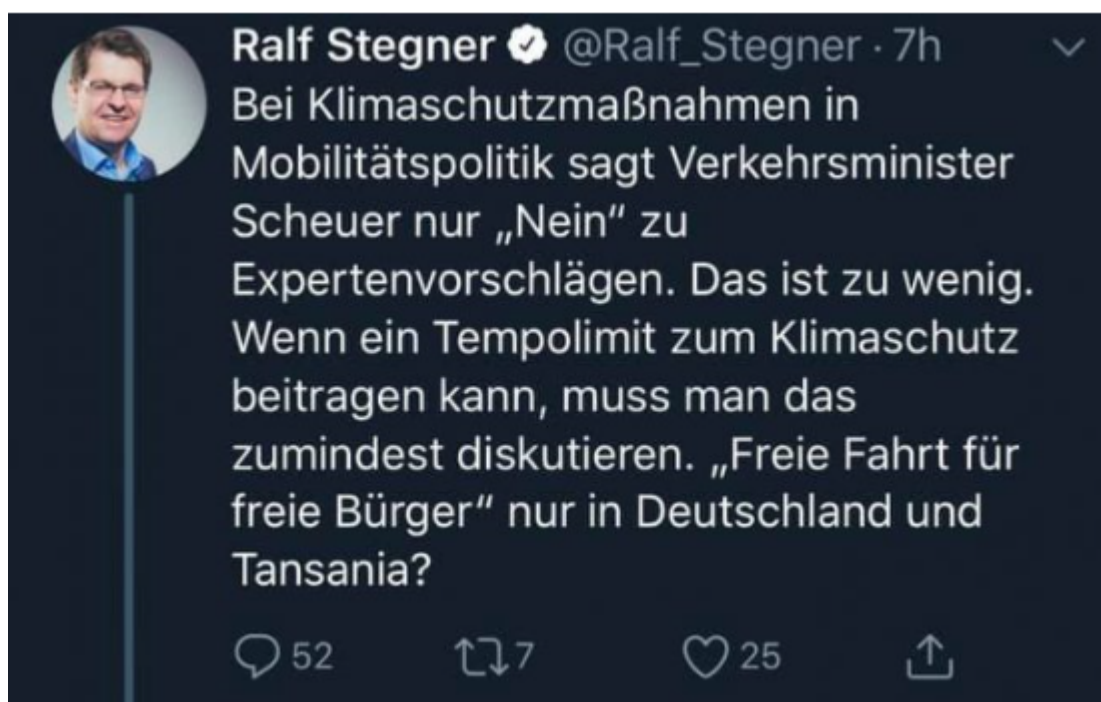 Ralf Stegner @Ralf_Stegner · 7h
Bei Klimaschutzmaßnahmen in
Mobilitätspolitik sagt Verkehrsminister
Scheuer nur „Nein“ zu
Expertenvorschlägen. Das ist zu wenig.
Wenn ein Tempolimit zum Klimaschutz
beitragen kann, muss man das
zumindest diskutieren. „Freie Fahrt für
freie Bürger“ nur in Deutschland und
Tansania?
52 7 25